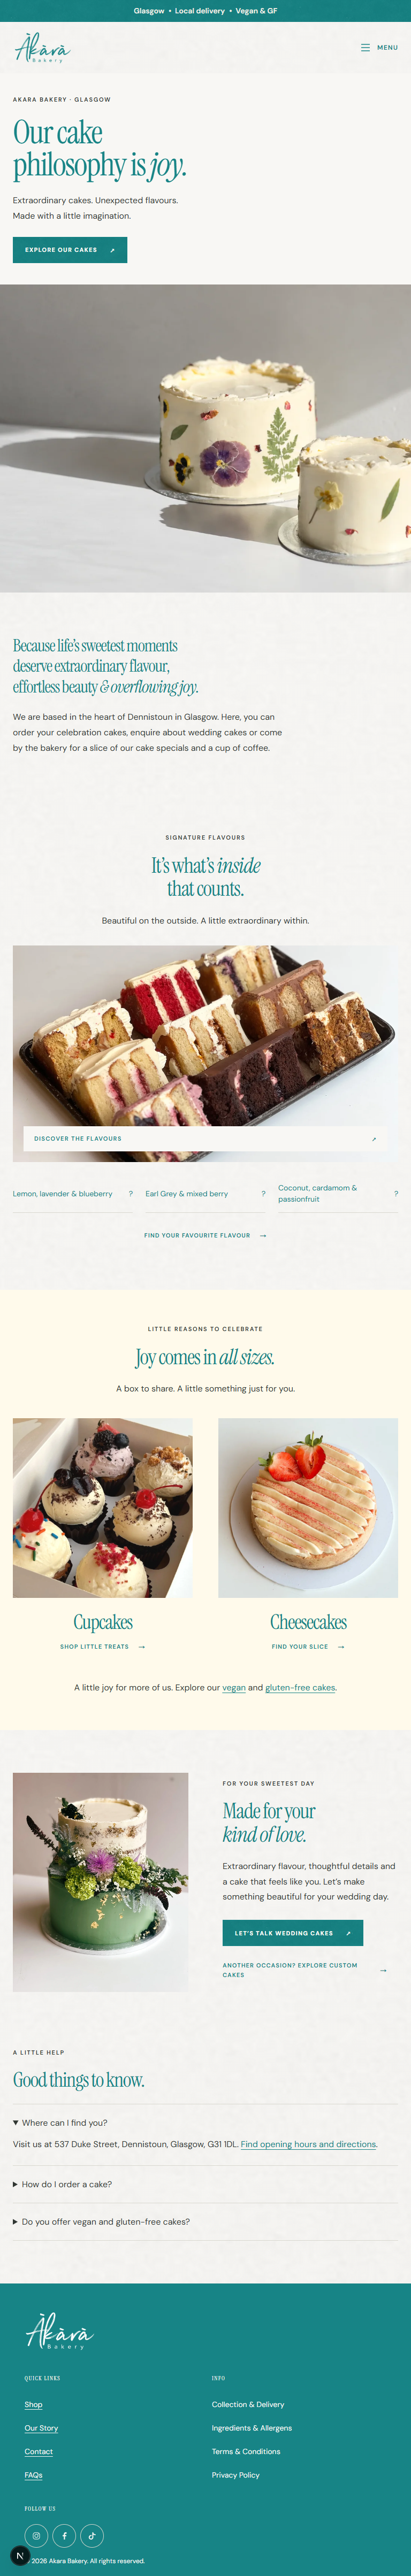 Glasgow • Local delivery • Vegan & GF
Àkàrà
Bakery
MENU
AKARA BAKERY · GLASGOW
Our cake
philosophy is joy.
Extraordinary cakes. Unexpected flavours.
Made with a little imagination.
EXPLORE OUR CAKES ↗
Because life's sweetest moments
deserve extraordinary flavour,
effortless beauty & overflowing joy.
We are based in the heart of Dennistoun in Glasgow. Here, you can
order your celebration cakes, enquire about wedding cakes or come
by the bakery for a slice of our cake specials and a cup of coffee.
SIGNATURE FLAVOURS
It's what's inside
that counts.
Beautiful on the outside. A little extraordinary within.
DISCOVER THE FLAVOURS ↗
Lemon, lavender & blueberry ?
Earl Grey & mixed berry ?
Coconut, cardamom &
passionfruit ?
FIND YOUR FAVOURITE FLAVOUR →
LITTLE REASONS TO CELEBRATE
Joy comes in all sizes.
A box to share. A little something just for you.
Cupcakes
SHOP LITTLE TREATS →
Cheesecakes
FIND YOUR SLICE →
A little joy for more of us. Explore our vegan and gluten-free cakes.
FOR YOUR SWEETEST DAY
Made for your
kind of love.
Extraordinary flavour, thoughtful details and
a cake that feels like you. Let's make
something beautiful for your wedding day.
LET'S TALK WEDDING CAKES ↗
ANOTHER OCCASION? EXPLORE CUSTOM
CAKES →
A LITTLE HELP
Good things to know.
▼ Where can I find you?
Visit us at 537 Duke Street, Dennistoun, Glasgow, G31 1DL. Find opening hours and directions.
▶ How do I order a cake?
▶ Do you offer vegan and gluten-free cakes?
Àkàrà
Bakery
QUICK LINKS
Shop
Our Story
Contact
FAQs
INFO
Collection & Delivery
Ingredients & Allergens
Terms & Conditions
Privacy Policy
FOLLOW US
N
2026 Akara Bakery. All rights reserved.